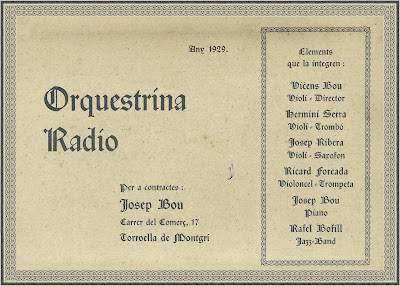 Any 1929.
Orquestrina
Radio
Per a contractes :
Josep Bou
Carrer del Comerç, 17
Torroella de Montgrí
Elements
que la integren :
Vicens Bou
Violí - Director
Hermini Serra
Violí - Trombó
Josep Ribera
Violí - Saxofon
Ricard Forcada
Violoncel - Trompeta
Josep Bou
Piano
Rafel Bofill
Jazz-Band